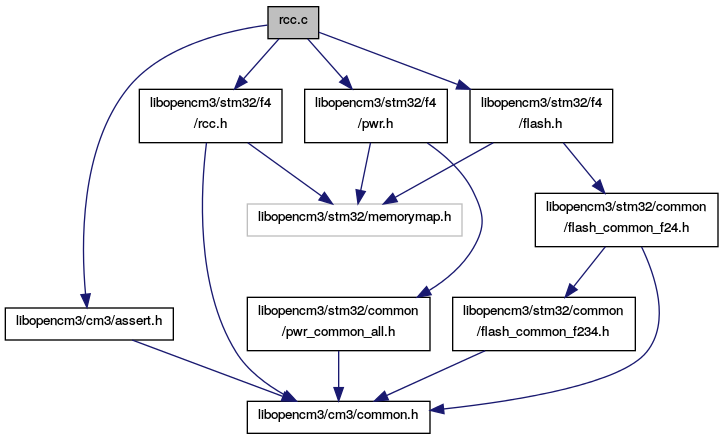 rcc.c
libopencm3/stm32/f4
/rcc.h
libopencm3/stm32/f4
/pwr.h
libopencm3/stm32/f4
/flash.h
libopencm3/stm32/memorymap.h
libopencm3/stm32/common
/flash_common_f24.h
libopencm3/cm3/assert.h
libopencm3/stm32/common
/pwr_common_all.h
libopencm3/stm32/common
/flash_common_f234.h
libopencm3/cm3/common.h